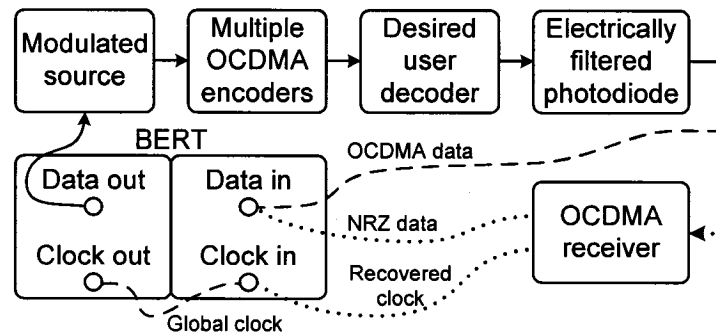 Modulated
source
Multiple
OCDMA
encoders
Desired
user
decoder
Electrically
filtered
photodiode
BERT
Data out
Data in
Clock out
Clock in
OCDMA data
NRZ data
Recovered
clock
Global clock
OCDMA
receiver